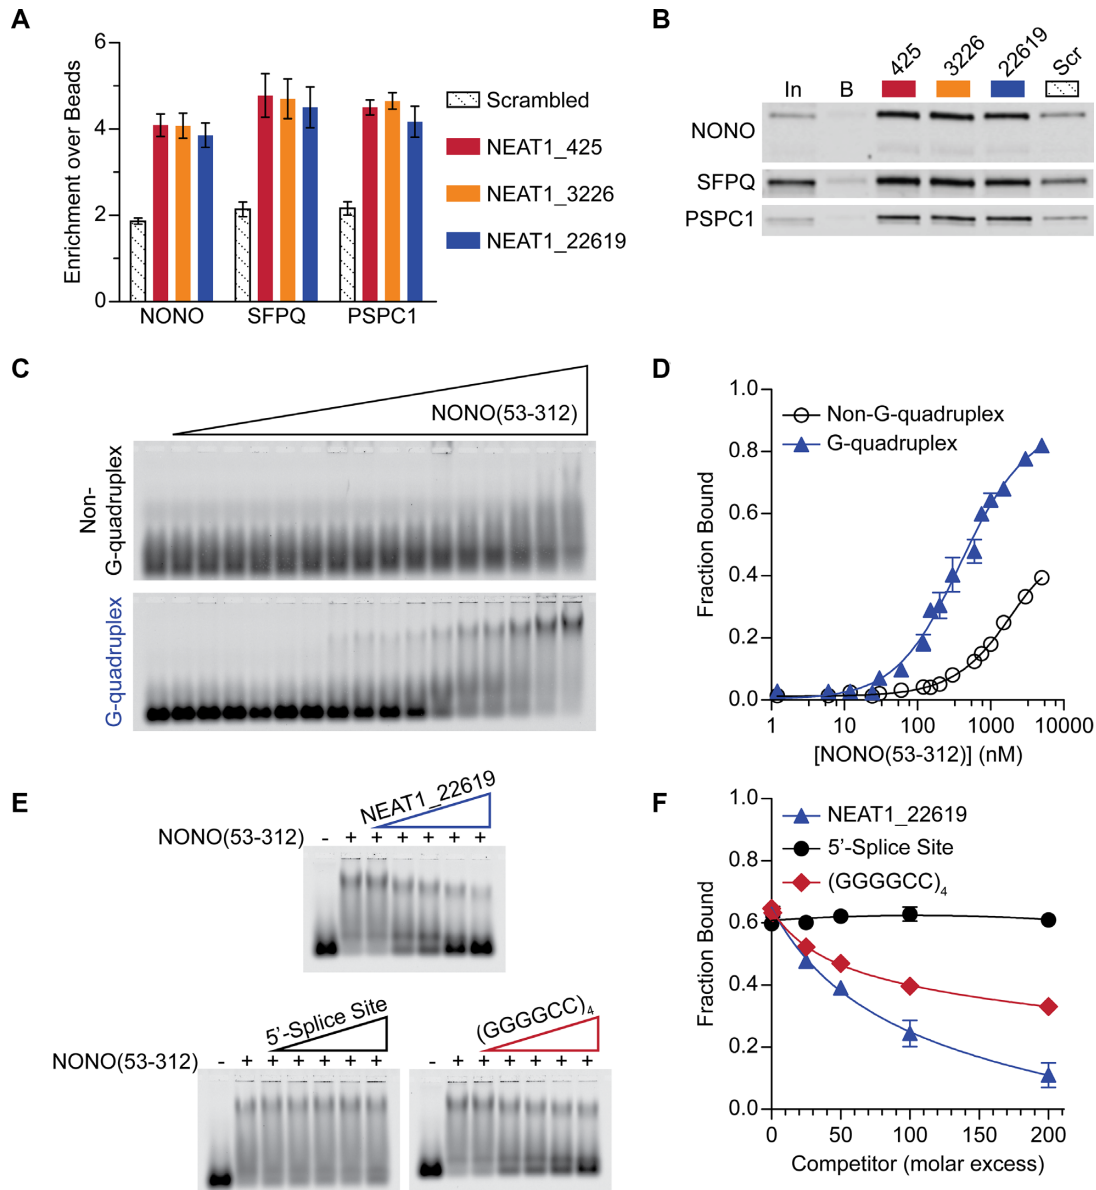 A
Enrichment over Beads
6
4
2
0
NONO
SFPQ
PSPC1
Scrambled
NEAT1_425
NEAT1_3226
NEAT1_22619
B
In
B
425
3226
22619
Scr
NONO
SFPQ
PSPC1
C
NONO(53-312)
Non-
G-quadruplex
G-quadruplex
D
Fraction Bound
1.0
0.8
0.6
0.4
0.2
0.0
Non-G-quadruplex
G-quadruplex
1
10
100
1000
10000
[NONO(53-312)] (nM)
E
NEAT1_22619
NONO(53-312)
- + + + + + +
5'-Splice Site
NONO(53-312)
- + + + + + +
(GGGGCC)4
- + + + + + +
F
Fraction Bound
1.0
0.8
0.6
0.4
0.2
0.0
NEAT1_22619
5'-Splice Site
(GGGGCC)4
0
50
100
150
200
Competitor (molar excess)